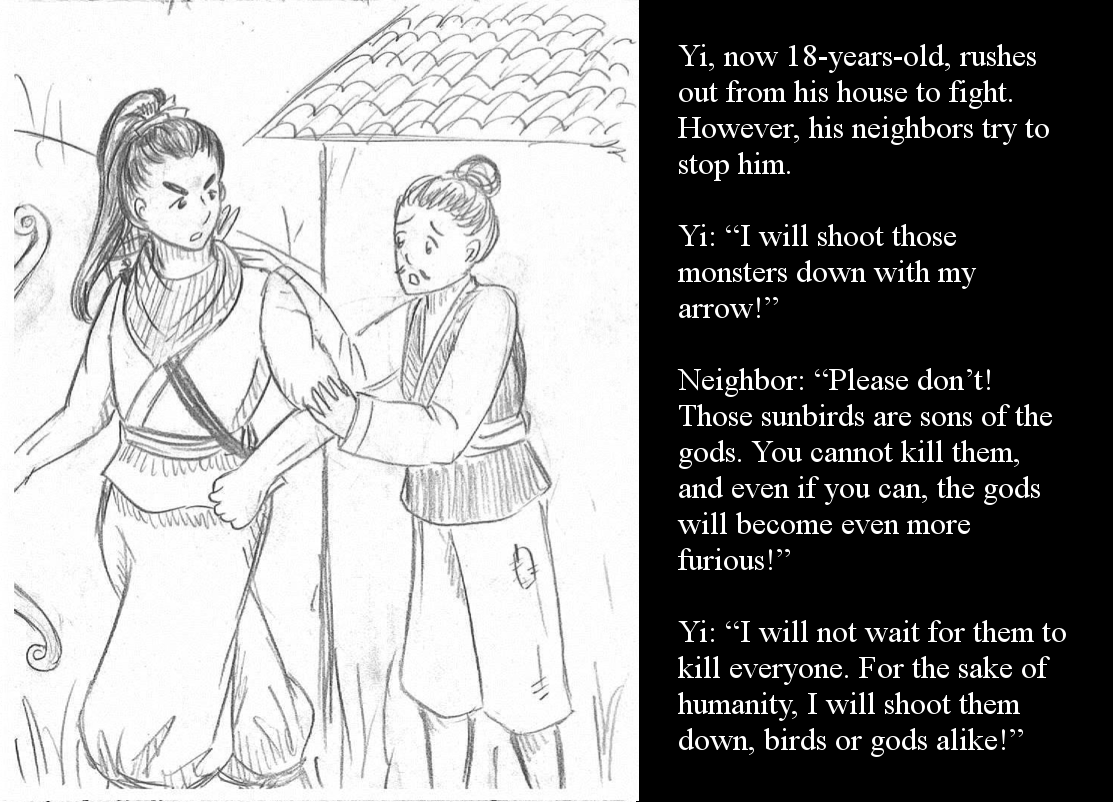 Yi, now 18-years-old, rushes
out from his house to fight.
However, his neighbors try to
stop him.
Yi: “I will shoot those
monsters down with my
arrow!”
Neighbor: “Please don’t!
Those sunbirds are sons of the
gods. You cannot kill them,
and even if you can, the gods
will become even more
furious!”
Yi: “I will not wait for them to
kill everyone. For the sake of
humanity, I will shoot them
down, birds or gods alike!”